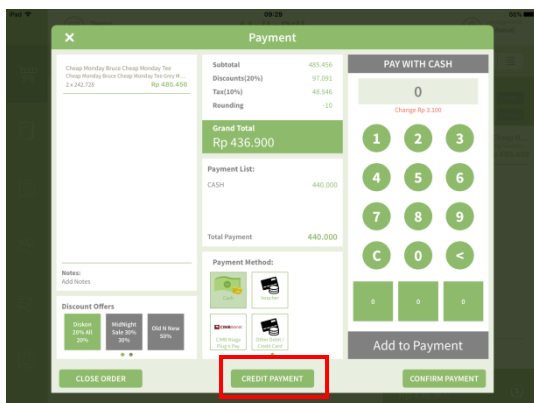 iPad
09:29
86%
Payment
Cheap Monday Bruce Cheap Monday Tee
Cheap Monday Bruce Cheap Monday Tee Grey M...
2 x 242.728 Rp 485.456
Notes:
Add Notes
Discount Offers
Diskon 20% All 20%
MidNight Sale 30% 30%
Old N New 50%
Subtotal 485.456
Discounts(20%) 97.091
Tax(10%) 48.546
Rounding -10
Grand Total
Rp 436.900
Payment List:
CASH 440.000
Total Payment 440.000
Payment Method:
Cash
Voucher
CIMB Niaga Plug n Pay
Other Debit / Credit Card
PAY WITH CASH
0
Change Rp 3.100
1 2 3
4 5 6
7 8 9
C 0 <
0 0 0
Add to Payment
CLOSE ORDER
CREDIT PAYMENT
CONFIRM PAYMENT